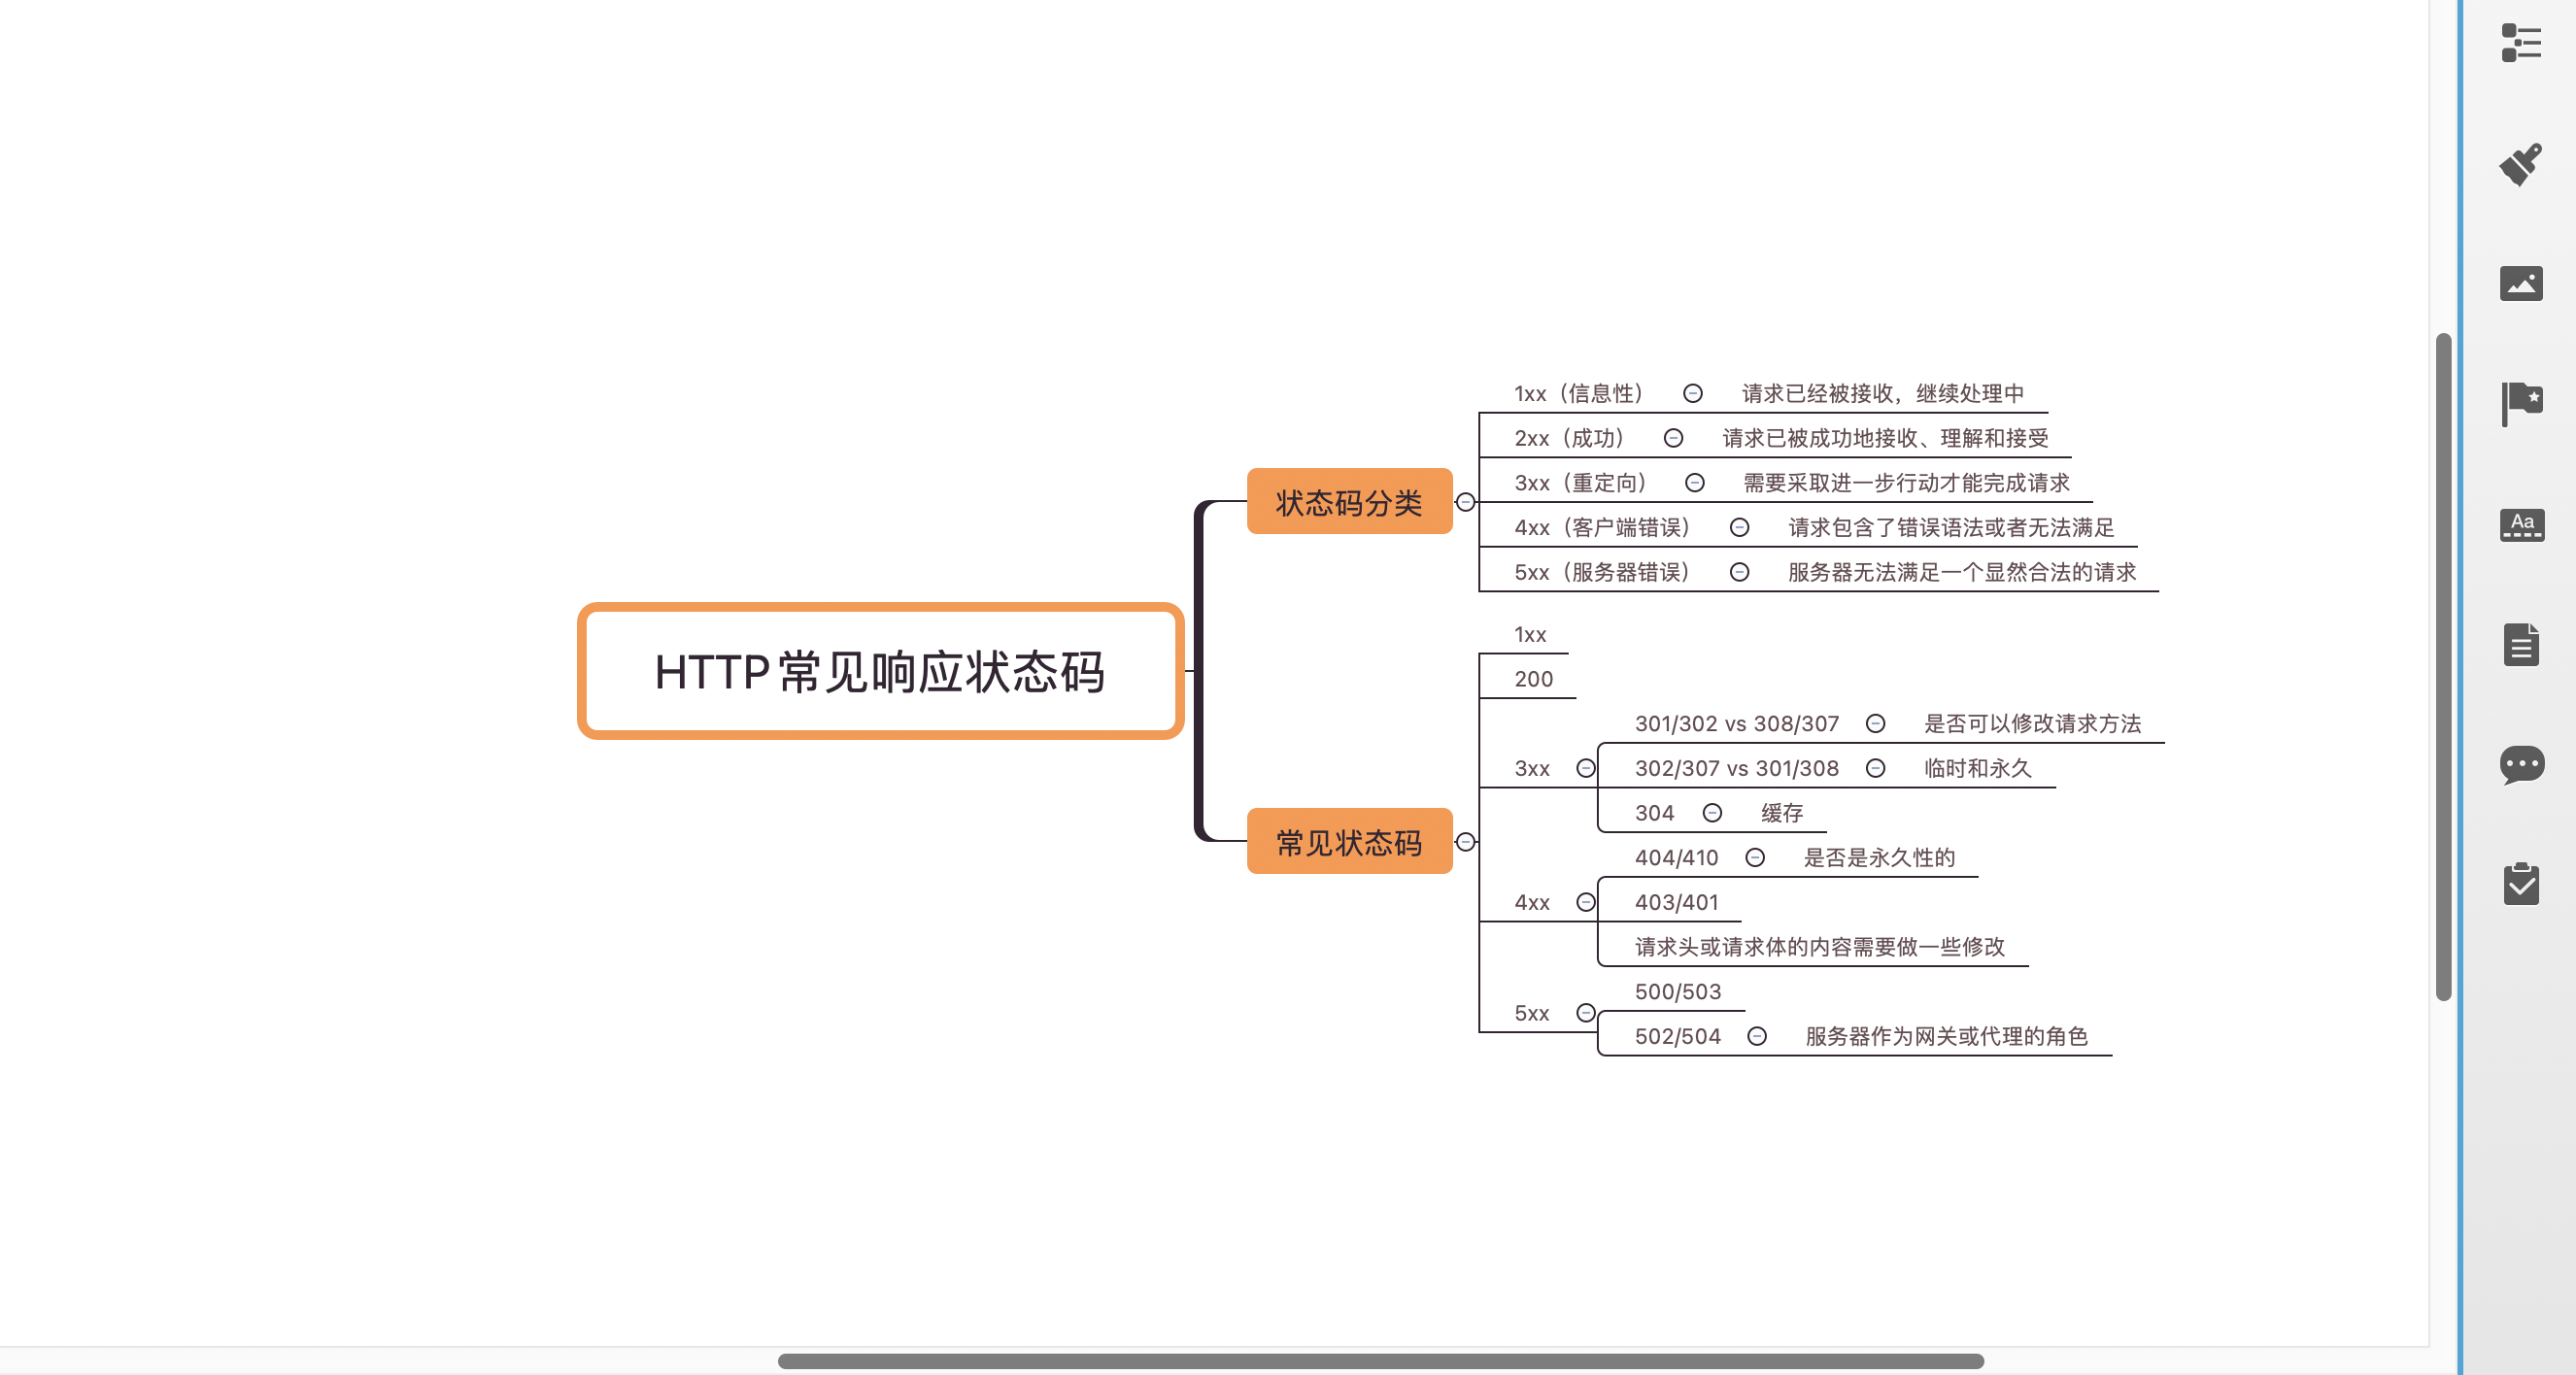 HTTP常见响应状态码
状态码分类
1xx（信息性） 请求已经被接收，继续处理中
2xx（成功） 请求已被成功地接收、理解和接受
3xx（重定向） 需要采取进一步行动才能完成请求
4xx（客户端错误） 请求包含了错误语法或者无法满足
5xx（服务器错误） 服务器无法满足一个显然合法的请求
常见状态码
1xx
200
3xx
301/302 vs 308/307 是否可以修改请求方法
302/307 vs 301/308 临时和永久
304 缓存
4xx
404/410 是否是永久性的
403/401
请求头或请求体的内容需要做一些修改
5xx
500/503
502/504 服务器作为网关或代理的角色
Aa